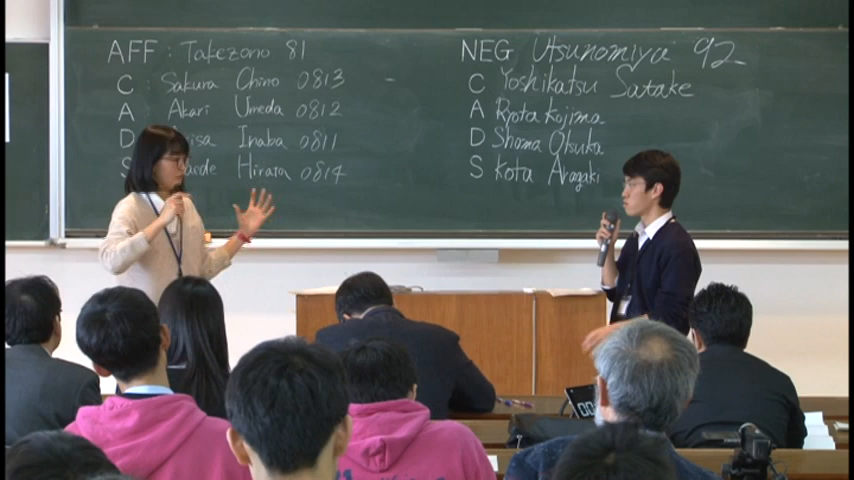 AFF : Takezono 81
C : Sakura Chino 0813
A : Akari Umeda 0812
D Inaba 0811
S Hirata 0814
NEG Utsunomiya 92
C Yoshikatsu Satake
A Ryota Kojima
D Shoma Otsuka
S Kota Aragaki